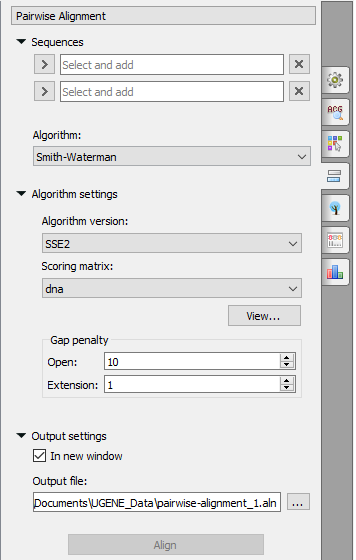 Pairwise Alignment
Sequences
Select and add
Select and add
Algorithm:
Smith-Waterman
Algorithm settings
Algorithm version:
SSE2
Scoring matrix:
dna
View...
Gap penalty
Open: 10
Extension: 1
Output settings
In new window
Output file:
Documents\UGENE_Data\pairwise-alignment_1.aln ...
Align
ACG